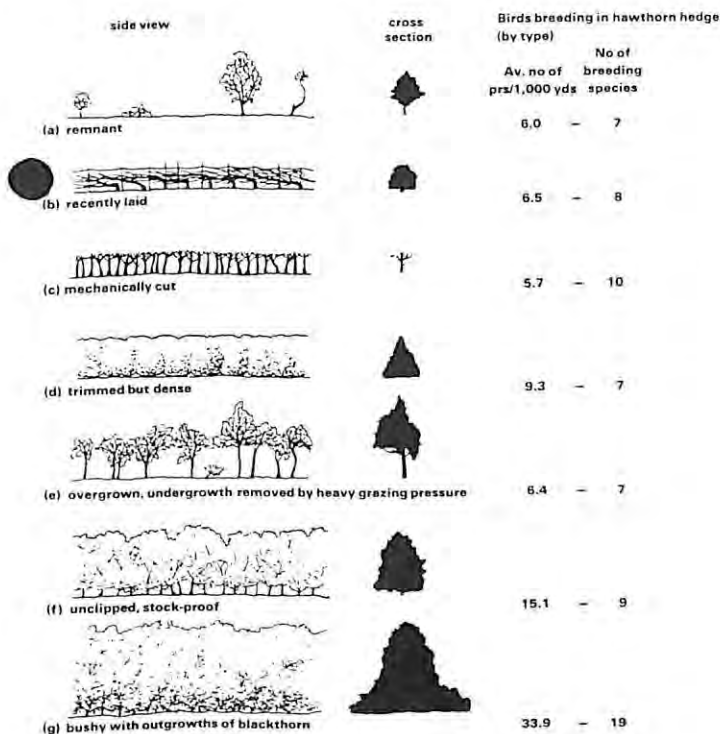 side view
cross
section
Birds breeding in hawthorn hedge
(by type)
Av. no of
prs/1,000 yds
No of
breeding
species
(a) remnant
6.0 – 7
(b) recently laid
6.5 – 8
(c) mechanically cut
5.7 – 10
(d) trimmed but dense
9.3 – 7
(e) overgrown, undergrowth removed by heavy grazing pressure
6.4 – 7
(f) unclipped, stock-proof
15.1 – 9
(g) bushy with outgrowths of blackthorn
33.9 – 19